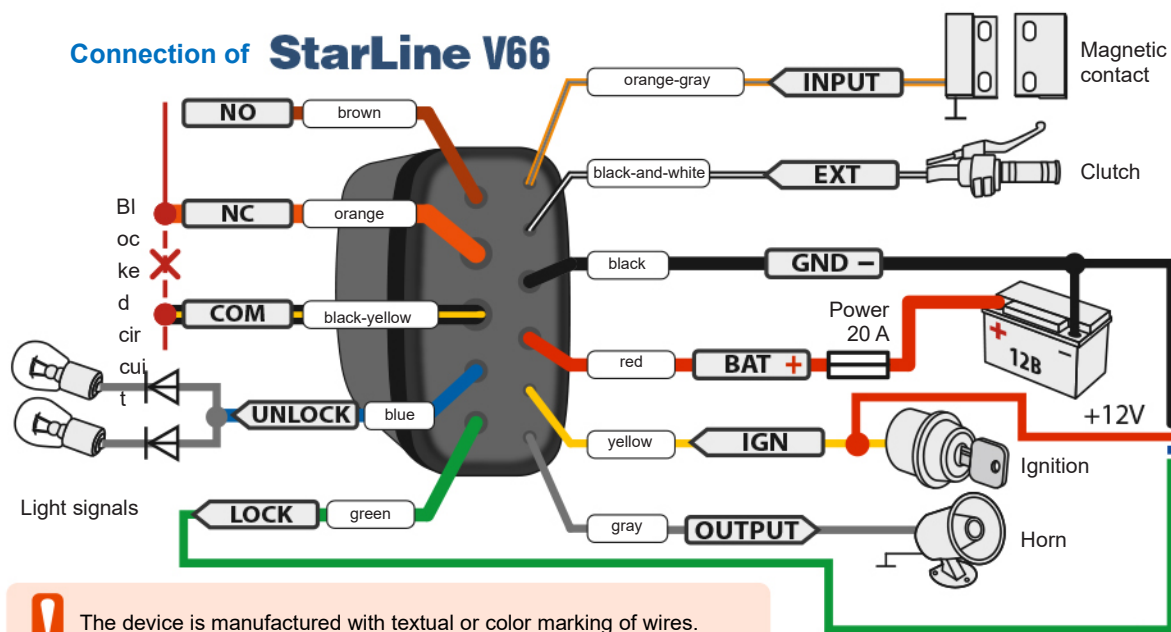 Connection of StarLine V66
NO brown
orange-gray INPUT
Magnetic
contact
black-and-white EXT
Clutch
Bl
oc
ke
d
cir
cui
t
NC orange
black GND −
COM black-yellow
Power
20 A
red BAT +
+ −
12В
UNLOCK blue
+12V
yellow IGN
Ignition
Light signals
LOCK green
gray OUTPUT
Horn
! The device is manufactured with textual or color marking of wires.